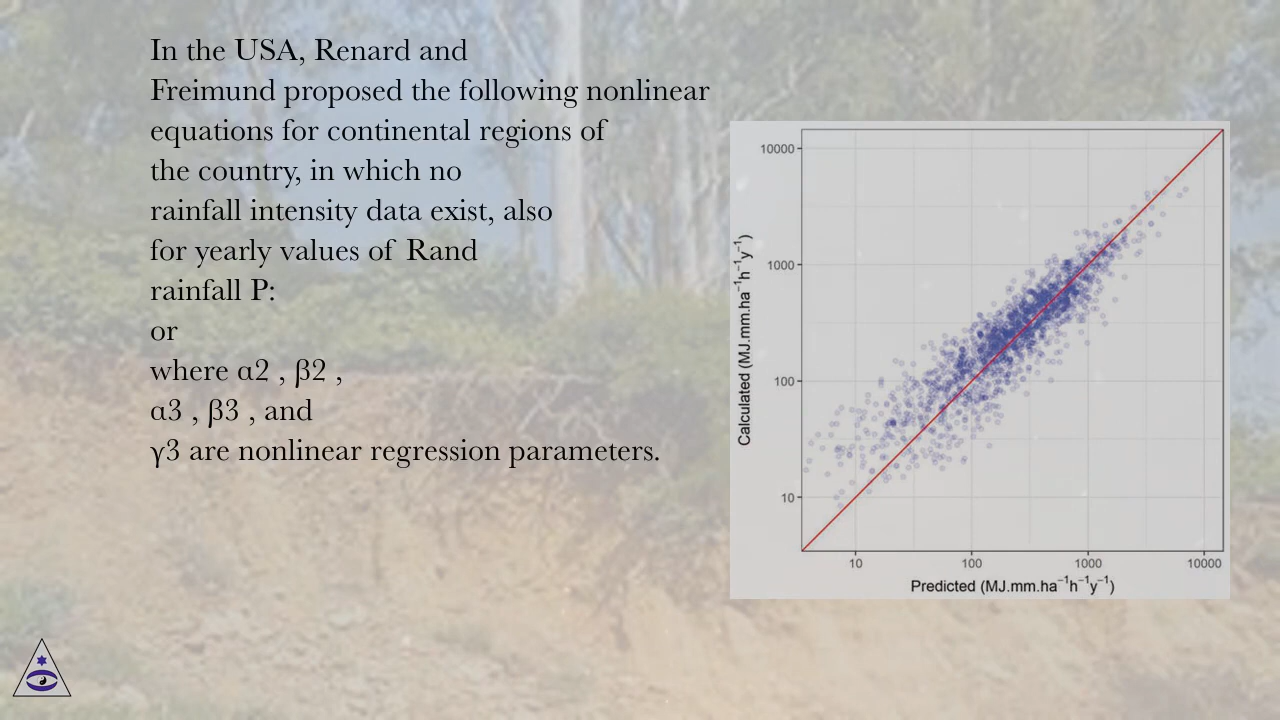 In the USA, Renard and
Freimund proposed the following nonlinear
equations for continental regions of
the country, in which no
rainfall intensity data exist, also
for yearly values of Rand
rainfall P:
or
where α2 , β2 ,
α3 , β3 , and
γ3 are nonlinear regression parameters.
10000
1000
100
10
Calculated (MJ.mm.ha⁻¹h⁻¹y⁻¹)
10 100 1000 10000
Predicted (MJ.mm.ha⁻¹h⁻¹y⁻¹)